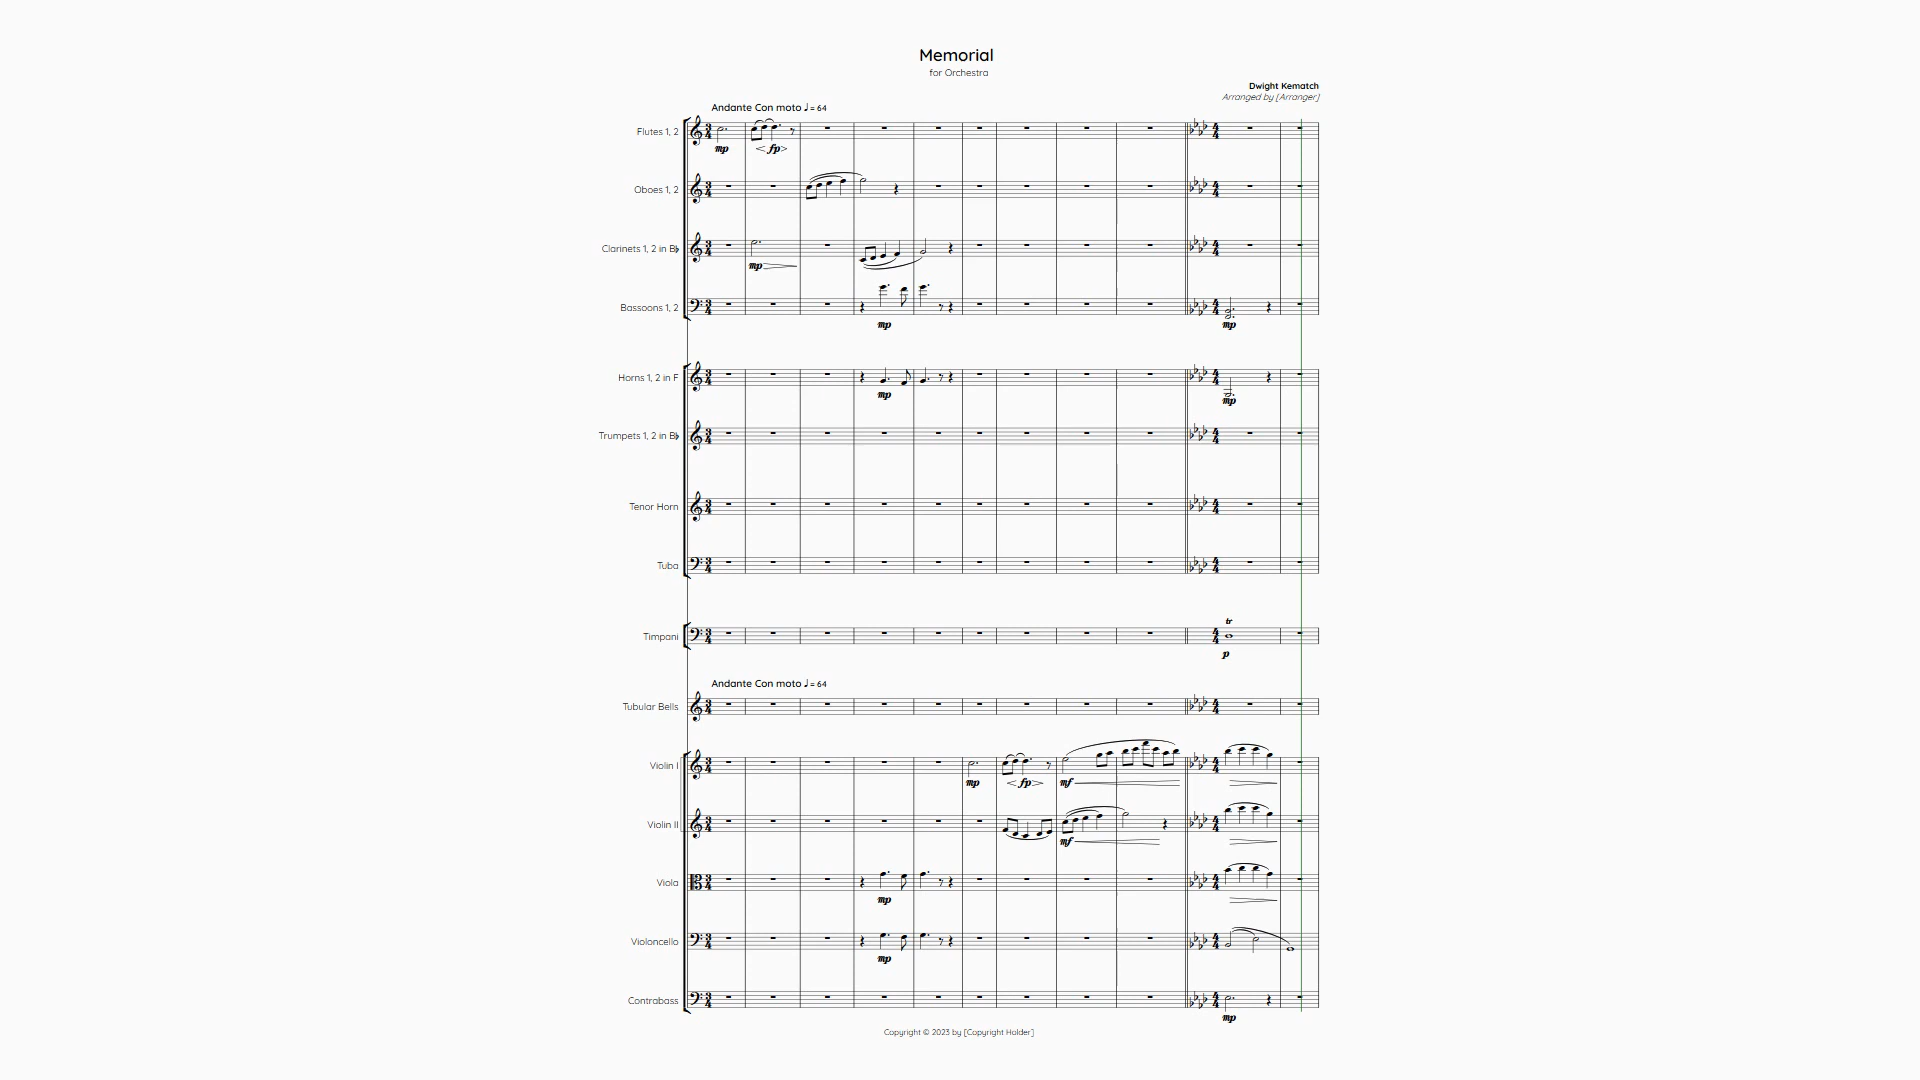 Memorial
for Orchestra
Dwight Kematch
Arranged by [Arranger]
Andante Con moto ♩ = 64
Flutes 1, 2
mp
fp
Oboes 1, 2
Clarinets 1, 2 in B♭
mp
Bassoons 1, 2
mp
mp
Horns 1, 2 in F
mp
mp
Trumpets 1, 2 in B♭
Tenor Horn
Tuba
tr
Timpani
p
Andante Con moto ♩ = 64
Tubular Bells
Violin I
mp
fp
mf
Violin II
mf
Viola
mp
Violoncello
mp
Contrabass
mp
Copyright © 2023 by [Copyright Holder]